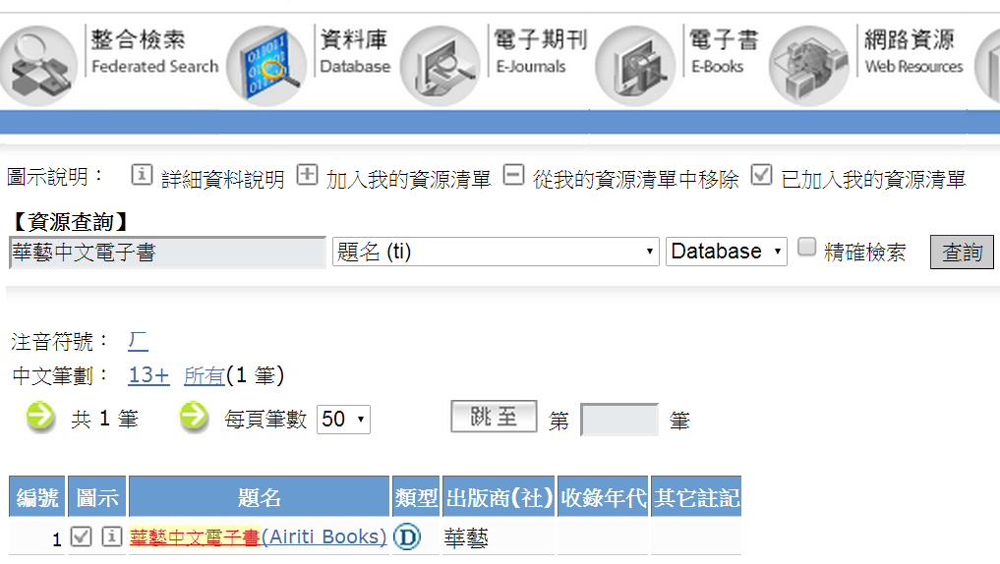 整合檢索 資料庫 電子期刊 電子書 網路資源
Federated Search Database E-Journals E-Books Web Resources
圖示說明： 詳細資料說明 加入我的資源清單 從我的資源清單中移除 已加入我的資源清單
【資源查詢】
華藝中文電子書 題名 (ti) Database 精確檢索 查詢
注音符號： ㄏ
中文筆劃： 13+ 所有(1 筆)
共 1 筆 每頁筆數 50 跳至 第 筆
編號 圖示 題名 類型 出版商(社) 收錄年代 其它註記
1 華藝中文電子書(Airiti Books) D 華藝